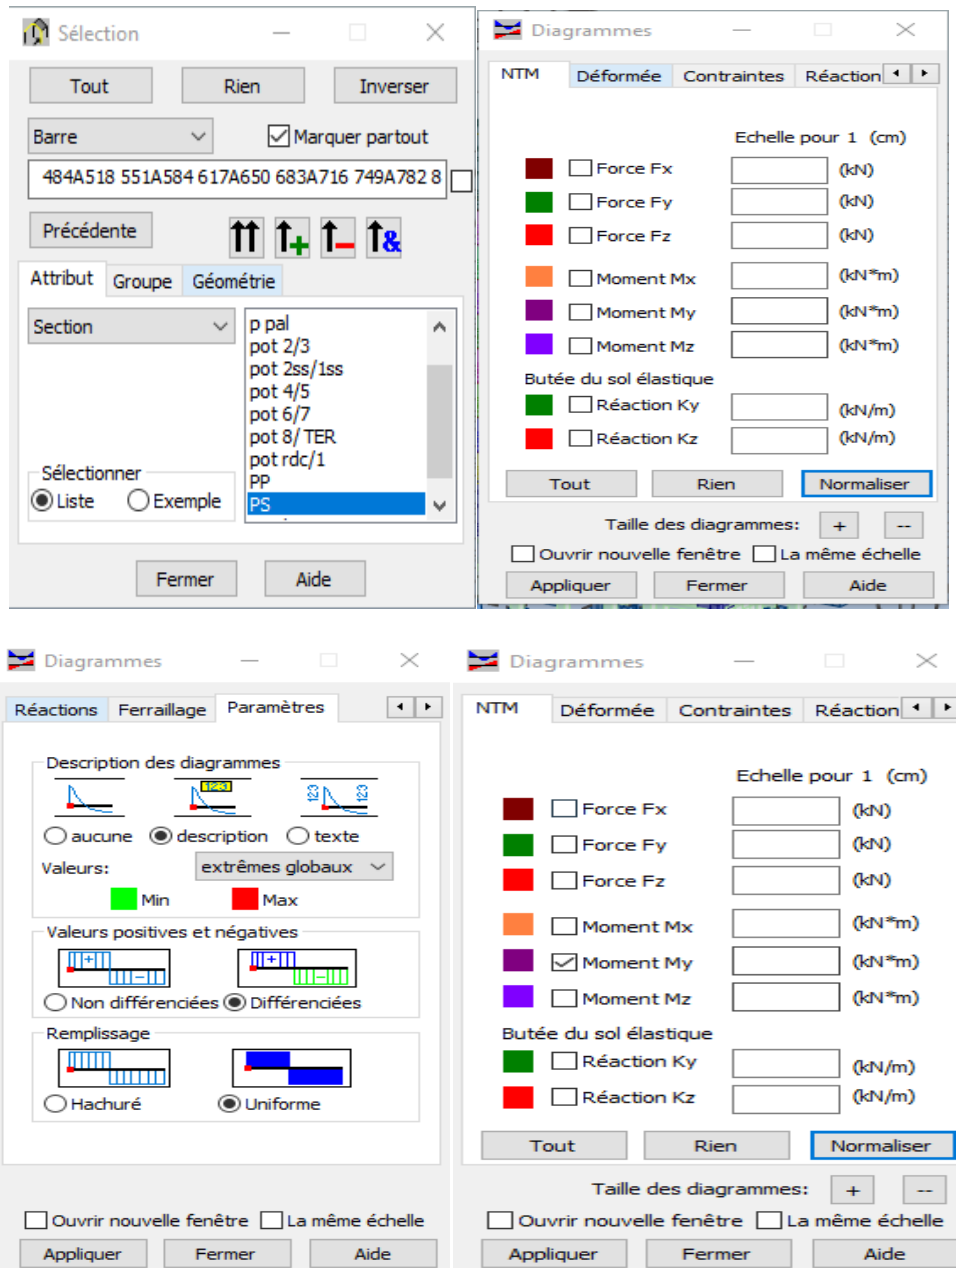 Sélection
Tout Rien Inverser
Barre Marquer partout
484A518 551A584 617A650 683A716 749A782 8
Précédente
Attribut Groupe Géométrie
Section
p pal
pot 2/3
pot 2ss/1ss
pot 4/5
pot 6/7
pot 8/ TER
pot rdc/1
PP
PS
Sélectionner
Liste Exemple
Fermer Aide
Diagrammes
NTM Déformée Contraintes Réaction
Echelle pour 1 (cm)
Force Fx (kN)
Force Fy (kN)
Force Fz (kN)
Moment Mx (kN*m)
Moment My (kN*m)
Moment Mz (kN*m)
Butée du sol élastique
Réaction Ky (kN/m)
Réaction Kz (kN/m)
Tout Rien Normaliser
Taille des diagrammes: + --
Ouvrir nouvelle fenêtre La même échelle
Appliquer Fermer Aide
Diagrammes
Réactions Ferraillage Paramètres
Description des diagrammes
123 123 123
aucune description texte
Valeurs: extrêmes globaux
Min Max
Valeurs positives et négatives
+ − + −
Non différenciées Différenciées
Remplissage
Hachuré Uniforme
Ouvrir nouvelle fenêtre La même échelle
Appliquer Fermer Aide
Diagrammes
NTM Déformée Contraintes Réaction
Echelle pour 1 (cm)
Force Fx (kN)
Force Fy (kN)
Force Fz (kN)
Moment Mx (kN*m)
Moment My (kN*m)
Moment Mz (kN*m)
Butée du sol élastique
Réaction Ky (kN/m)
Réaction Kz (kN/m)
Tout Rien Normaliser
Taille des diagrammes: + --
Ouvrir nouvelle fenêtre La même échelle
Appliquer Fermer Aide